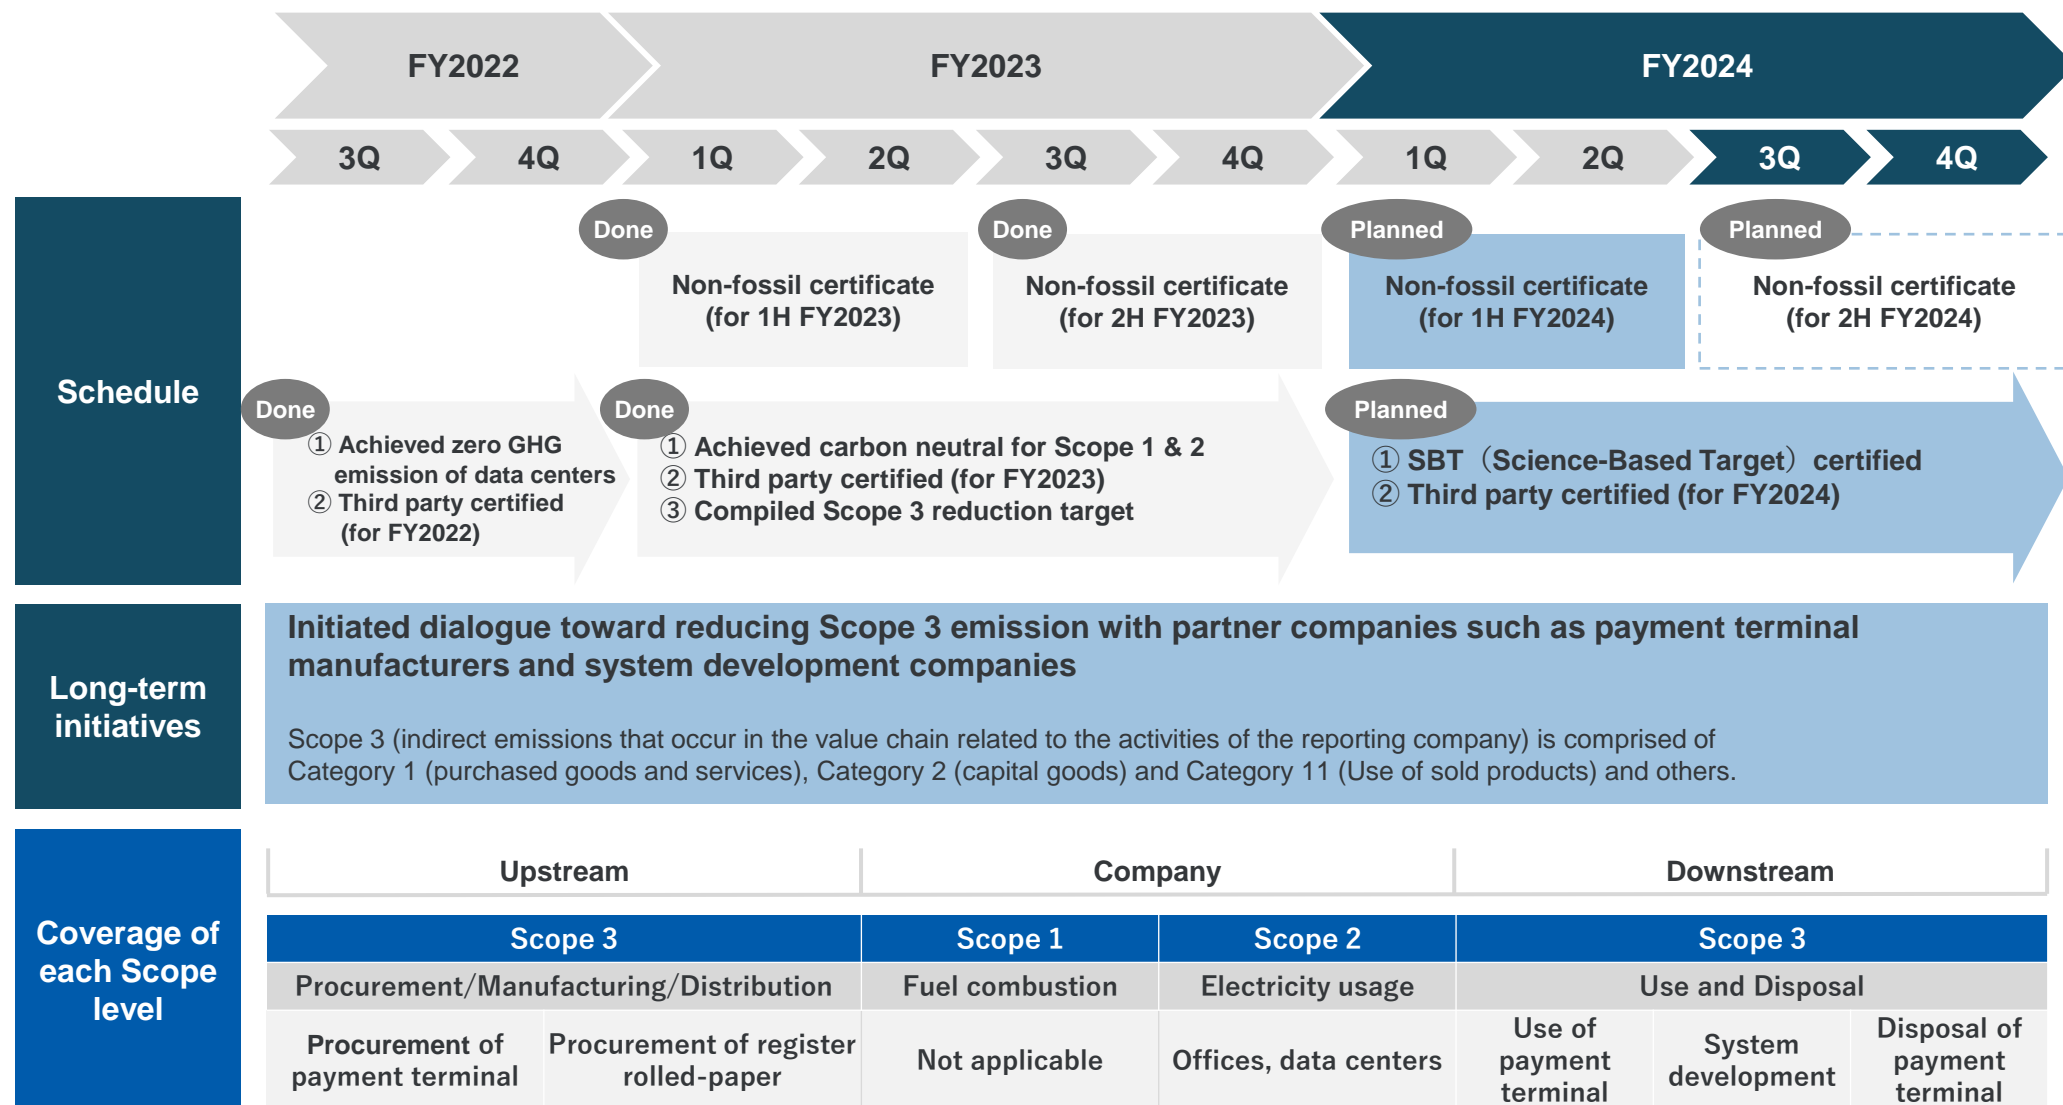 FY2022
FY2023
FY2024
3Q
4Q
1Q
2Q
3Q
4Q
1Q
2Q
3Q
4Q
Schedule
Done
Non-fossil certificate
(for 1H FY2023)
Done
Non-fossil certificate
(for 2H FY2023)
Planned
Non-fossil certificate
(for 1H FY2024)
Planned
Non-fossil certificate
(for 2H FY2024)
Done
① Achieved zero GHG
emission of data centers
② Third party certified
(for FY2022)
Done
① Achieved carbon neutral for Scope 1 & 2
② Third party certified (for FY2023)
③ Compiled Scope 3 reduction target
Planned
① SBT（Science-Based Target）certified
② Third party certified (for FY2024)
Long-term
initiatives
Initiated dialogue toward reducing Scope 3 emission with partner companies such as payment terminal
manufacturers and system development companies
Scope 3 (indirect emissions that occur in the value chain related to the activities of the reporting company) is comprised of
Category 1 (purchased goods and services), Category 2 (capital goods) and Category 11 (Use of sold products) and others.
Coverage of
each Scope
level
Upstream
Company
Downstream
Scope 3
Scope 1
Scope 2
Scope 3
Procurement/Manufacturing/Distribution
Fuel combustion
Electricity usage
Use and Disposal
Procurement of
payment terminal
Procurement of register
rolled-paper
Not applicable
Offices, data centers
Use of
payment
terminal
System
development
Disposal of
payment
terminal